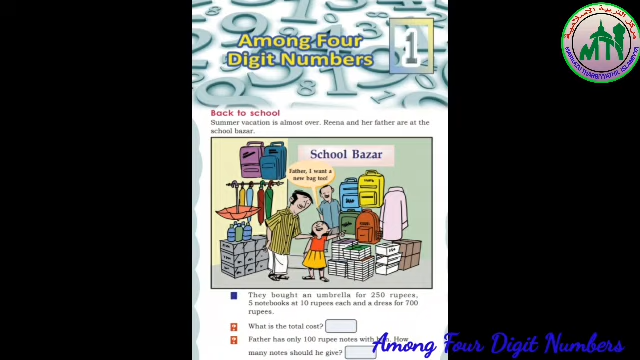 Among Four
Digit Numbers
1
Back to school
Summer vacation is almost over. Reena and her father are at the
school bazar.
School Bazar
Father, I want a
new bag too!
They bought an umbrella for 250 rupees,
5 notebooks at 10 rupees each and a dress for 700
rupees.
What is the total cost?
Father has only 100 rupee notes with him. How
many notes should he give?
Among Four Digit Numbers
MTN